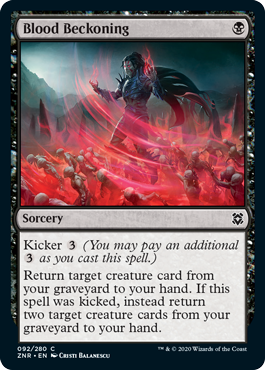 Blood Beckoning
Sorcery
Kicker 3 (You may pay an additional
3 as you cast this spell.)
Return target creature card from
your graveyard to your hand. If this
spell was kicked, instead return
two target creature cards from your
graveyard to your hand.
092/280 C
ZNR • EN Cristi Balanescu
™ & © 2020 Wizards of the Coast